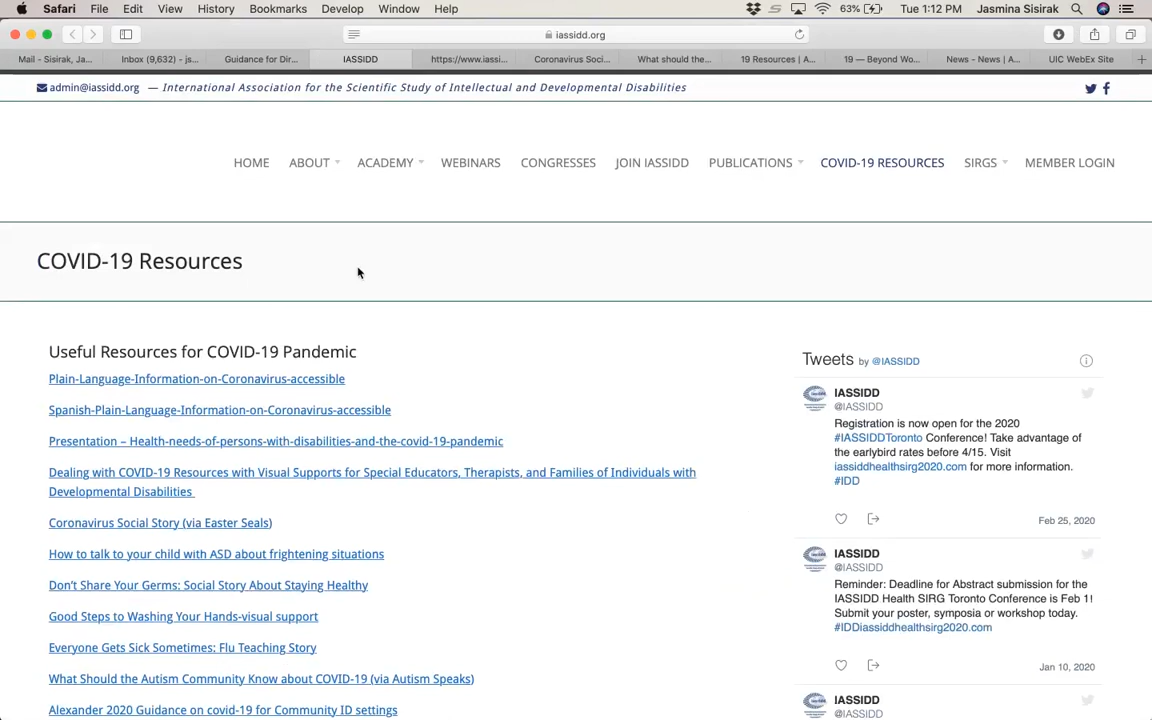 Safari File Edit View History Bookmarks Develop Window Help 63% Tue 1:12 PM Jasmina Sisirak
iassidd.org
Mail - Sisirak, Ja... Inbox (9,632) - js... Guidance for Dir... IASSIDD https://www.iassi... Coronavirus Soci... What should the... 19 Resources | A... 19 — Beyond Wo... News - News | A... UIC WebEx Site
admin@iassidd.org — International Association for the Scientific Study of Intellectual and Developmental Disabilities
HOME ABOUT ACADEMY WEBINARS CONGRESSES JOIN IASSIDD PUBLICATIONS COVID-19 RESOURCES SIRGS MEMBER LOGIN
COVID-19 Resources
Useful Resources for COVID-19 Pandemic
Plain-Language-Information-on-Coronavirus-accessible
Spanish-Plain-Language-Information-on-Coronavirus-accessible
Presentation – Health-needs-of-persons-with-disabilities-and-the-covid-19-pandemic
Dealing with COVID-19 Resources with Visual Supports for Special Educators, Therapists, and Families of Individuals with
Developmental Disabilities
Coronavirus Social Story (via Easter Seals)
How to talk to your child with ASD about frightening situations
Don't Share Your Germs: Social Story About Staying Healthy
Good Steps to Washing Your Hands-visual support
Everyone Gets Sick Sometimes: Flu Teaching Story
What Should the Autism Community Know about COVID-19 (via Autism Speaks)
Alexander 2020 Guidance on covid-19 for Community ID settings
Tweets by @IASSIDD
IASSIDD
@IASSIDD
Registration is now open for the 2020
#IASSIDDToronto Conference! Take advantage of
the earlybird rates before 4/15. Visit
iassiddhealthsirg2020.com for more information.
#IDD
Feb 25, 2020
IASSIDD
@IASSIDD
Reminder: Deadline for Abstract submission for the
IASSIDD Health SIRG Toronto Conference is Feb 1!
Submit your poster, symposia or workshop today.
#IDDiassiddhealthsirg2020.com
Jan 10, 2020
IASSIDD
@IASSIDD